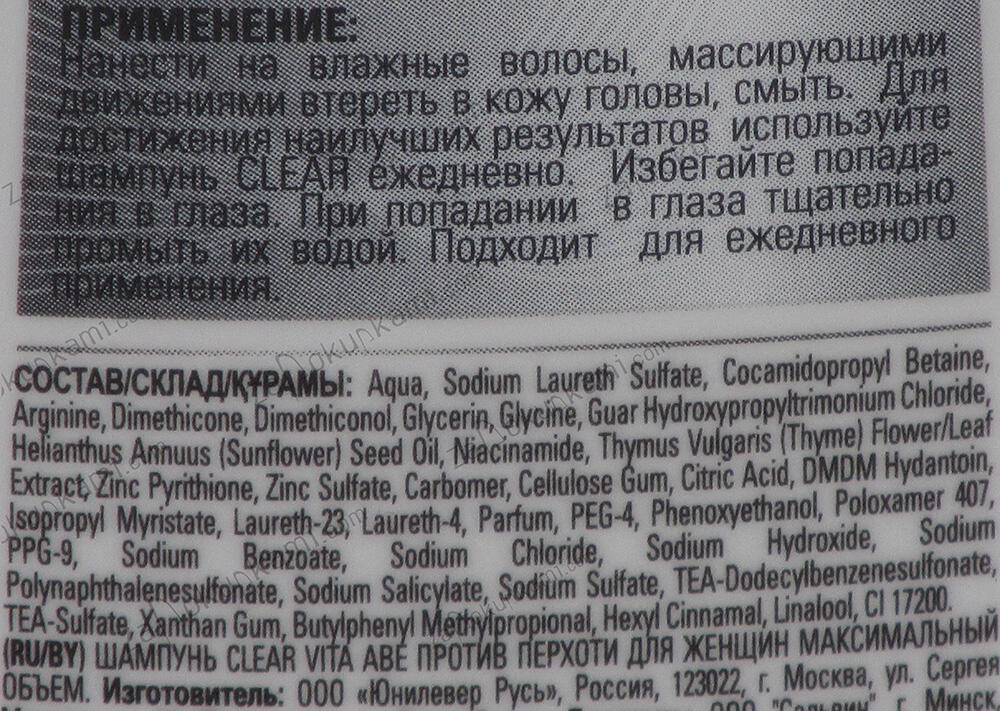 ПРИМЕНЕНИЕ:
Нанести на влажные волосы, массирующими
движениями втереть в кожу головы, смыть. Для
достижения наилучших результатов используйте
шампунь CLEAR ежедневно. Избегайте попада-
ния в глаза. При попадании в глаза тщательно
промыть их водой. Подходит для ежедневного
применения.
СОСТАВ/СКЛАД/ҚҰРАМЫ: Aqua, Sodium Laureth Sulfate, Cocamidopropyl Betaine,
Arginine, Dimethicone, Dimethiconol, Glycerin, Glycine, Guar Hydroxypropyltrimonium Chloride,
Helianthus Annuus (Sunflower) Seed Oil, Niacinamide, Thymus Vulgaris (Thyme) Flower/Leaf
Extract, Zinc Pyrithione, Zinc Sulfate, Carbomer, Cellulose Gum, Citric Acid, DMDM Hydantoin,
Isopropyl Myristate, Laureth-23, Laureth-4, Parfum, PEG-4, Phenoxyethanol, Poloxamer 407,
PPG-9, Sodium Benzoate, Sodium Chloride, Sodium Hydroxide, Sodium
Polynaphthalenesulfonate, Sodium Salicylate, Sodium Sulfate, TEA-Dodecylbenzenesulfonate,
TEA-Sulfate, Xanthan Gum, Butylphenyl Methylpropional, Hexyl Cinnamal, Linalool, CI 17200.
(RU/BY) ШАМПУНЬ CLEAR VITA ABE ПРОТИВ ПЕРХОТИ ДЛЯ ЖЕНЩИН МАКСИМАЛЬНЫЙ
ОБЪЕМ. Изготовитель: ООО «Юнилевер Русь», Россия, 123022, г. Москва, ул. Сергея
ООО "Сальвин" г. Минск,